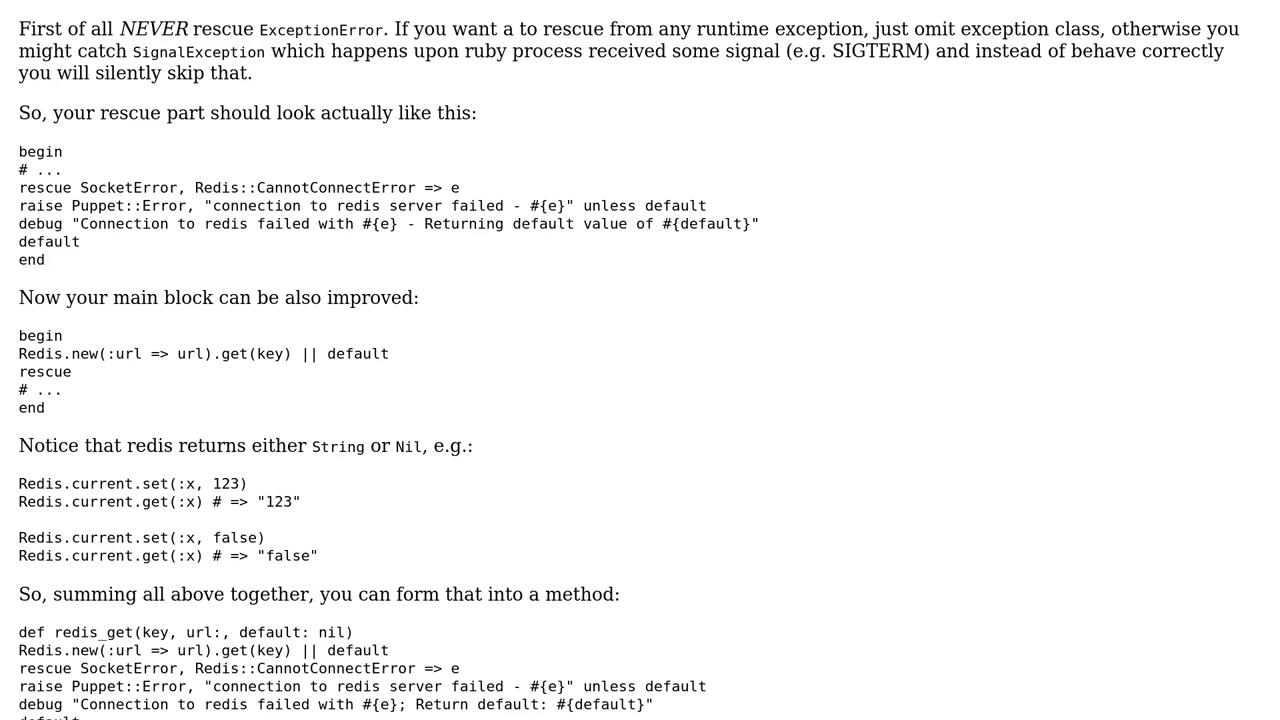 First of all NEVER rescue ExceptionError. If you want a to rescue from any runtime exception, just omit exception class, otherwise you
might catch SignalException which happens upon ruby process received some signal (e.g. SIGTERM) and instead of behave correctly
you will silently skip that.
So, your rescue part should look actually like this:
begin
# ...
rescue SocketError, Redis::CannotConnectError => e
raise Puppet::Error, "connection to redis server failed - #{e}" unless default
debug "Connection to redis failed with #{e} - Returning default value of #{default}"
default
end
Now your main block can be also improved:
begin
Redis.new(:url => url).get(key) || default
rescue
# ...
end
Notice that redis returns either String or Nil, e.g.:
Redis.current.set(:x, 123)
Redis.current.get(:x) # => "123"
Redis.current.set(:x, false)
Redis.current.get(:x) # => "false"
So, summing all above together, you can form that into a method:
def redis_get(key, url:, default: nil)
Redis.new(:url => url).get(key) || default
rescue SocketError, Redis::CannotConnectError => e
raise Puppet::Error, "connection to redis server failed - #{e}" unless default
debug "Connection to redis failed with #{e}; Return default: #{default}"
default